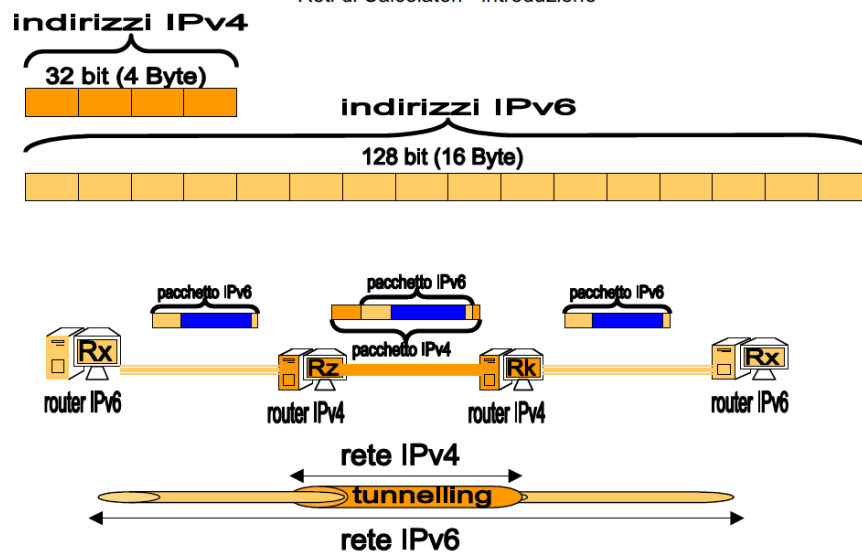 indirizzi IPv4
32 bit (4 Byte)
indirizzi IPv6
128 bit (16 Byte)
pacchetto IPv6
pacchetto IPv6
pacchetto IPv6
pacchetto IPv4
Rx
Rz
Rk
Rx
router IPv6
router IPv4
router IPv4
router IPv6
rete IPv4
tunnelling
rete IPv6